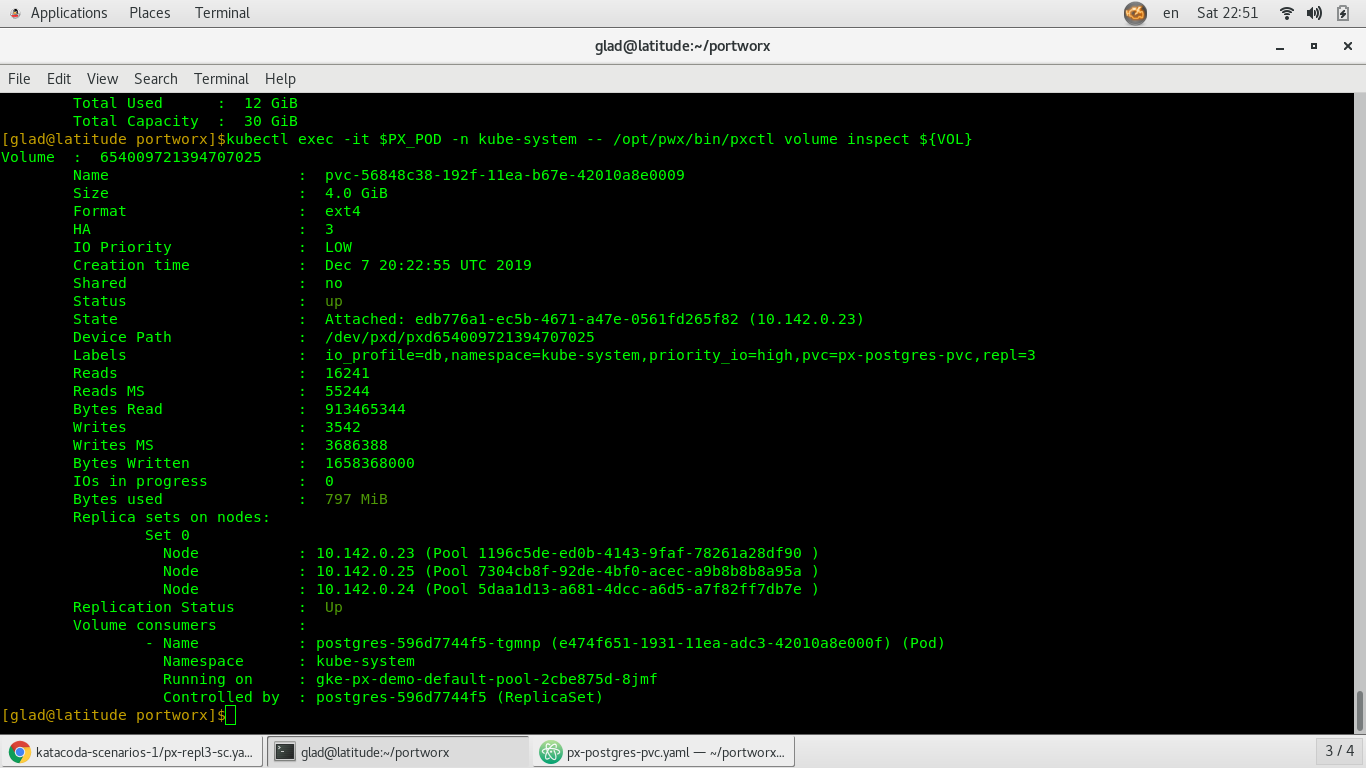 Applications Places Terminal en Sat 22:51
glad@latitude:~/portworx
File Edit View Search Terminal Help
Total Used : 12 GiB
Total Capacity : 30 GiB
[glad@latitude portworx]$kubectl exec -it $PX_POD -n kube-system -- /opt/pwx/bin/pxctl volume inspect ${VOL}
Volume : 654009721394707025
Name : pvc-56848c38-192f-11ea-b67e-42010a8e0009
Size : 4.0 GiB
Format : ext4
HA : 3
IO Priority : LOW
Creation time : Dec 7 20:22:55 UTC 2019
Shared : no
Status : up
State : Attached: edb776a1-ec5b-4671-a47e-0561fd265f82 (10.142.0.23)
Device Path : /dev/pxd/pxd654009721394707025
Labels : io_profile=db,namespace=kube-system,priority_io=high,pvc=px-postgres-pvc,repl=3
Reads : 16241
Reads MS : 55244
Bytes Read : 913465344
Writes : 3542
Writes MS : 3686388
Bytes Written : 1658368000
IOs in progress : 0
Bytes used : 797 MiB
Replica sets on nodes:
Set 0
Node : 10.142.0.23 (Pool 1196c5de-ed0b-4143-9faf-78261a28df90 )
Node : 10.142.0.25 (Pool 7304cb8f-92de-4bf0-acec-a9b8b8b8a95a )
Node : 10.142.0.24 (Pool 5daa1d13-a681-4dcc-a6d5-a7f82ff7db7e )
Replication Status : Up
Volume consumers :
- Name : postgres-596d7744f5-tgmnp (e474f651-1931-11ea-adc3-42010a8e000f) (Pod)
Namespace : kube-system
Running on : gke-px-demo-default-pool-2cbe875d-8jmf
Controlled by : postgres-596d7744f5 (ReplicaSet)
[glad@latitude portworx]$
katacoda-scenarios-1/px-repl3-sc.ya... glad@latitude:~/portworx px-postgres-pvc.yaml — ~/portworx... 3 / 4